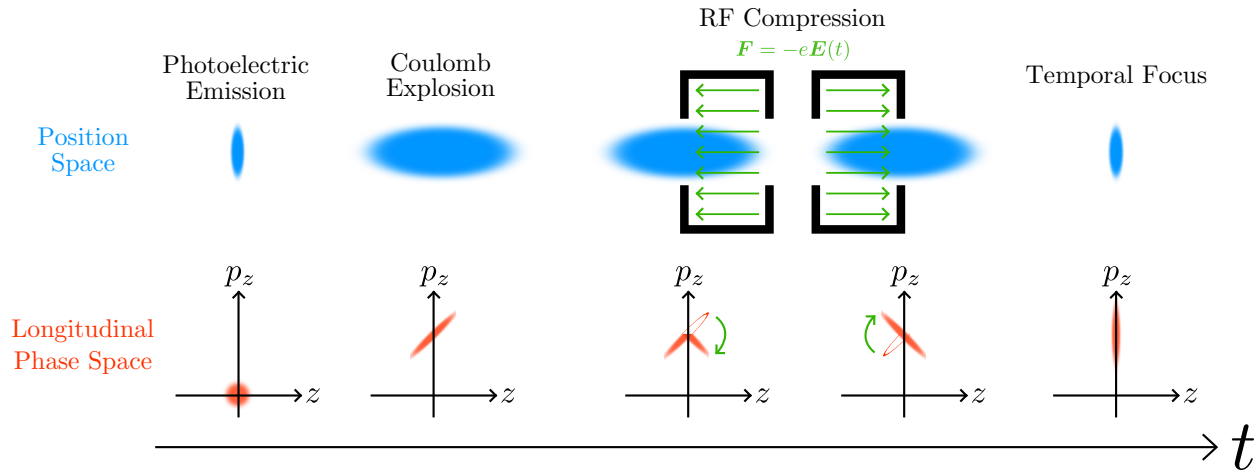 RF Compression
F = −eE(t)
Photoelectric
Emission
Coulomb
Explosion
Temporal Focus
Position
Space
p_z
p_z
p_z
p_z
p_z
Longitudinal
Phase Space
z
z
z
z
z
t